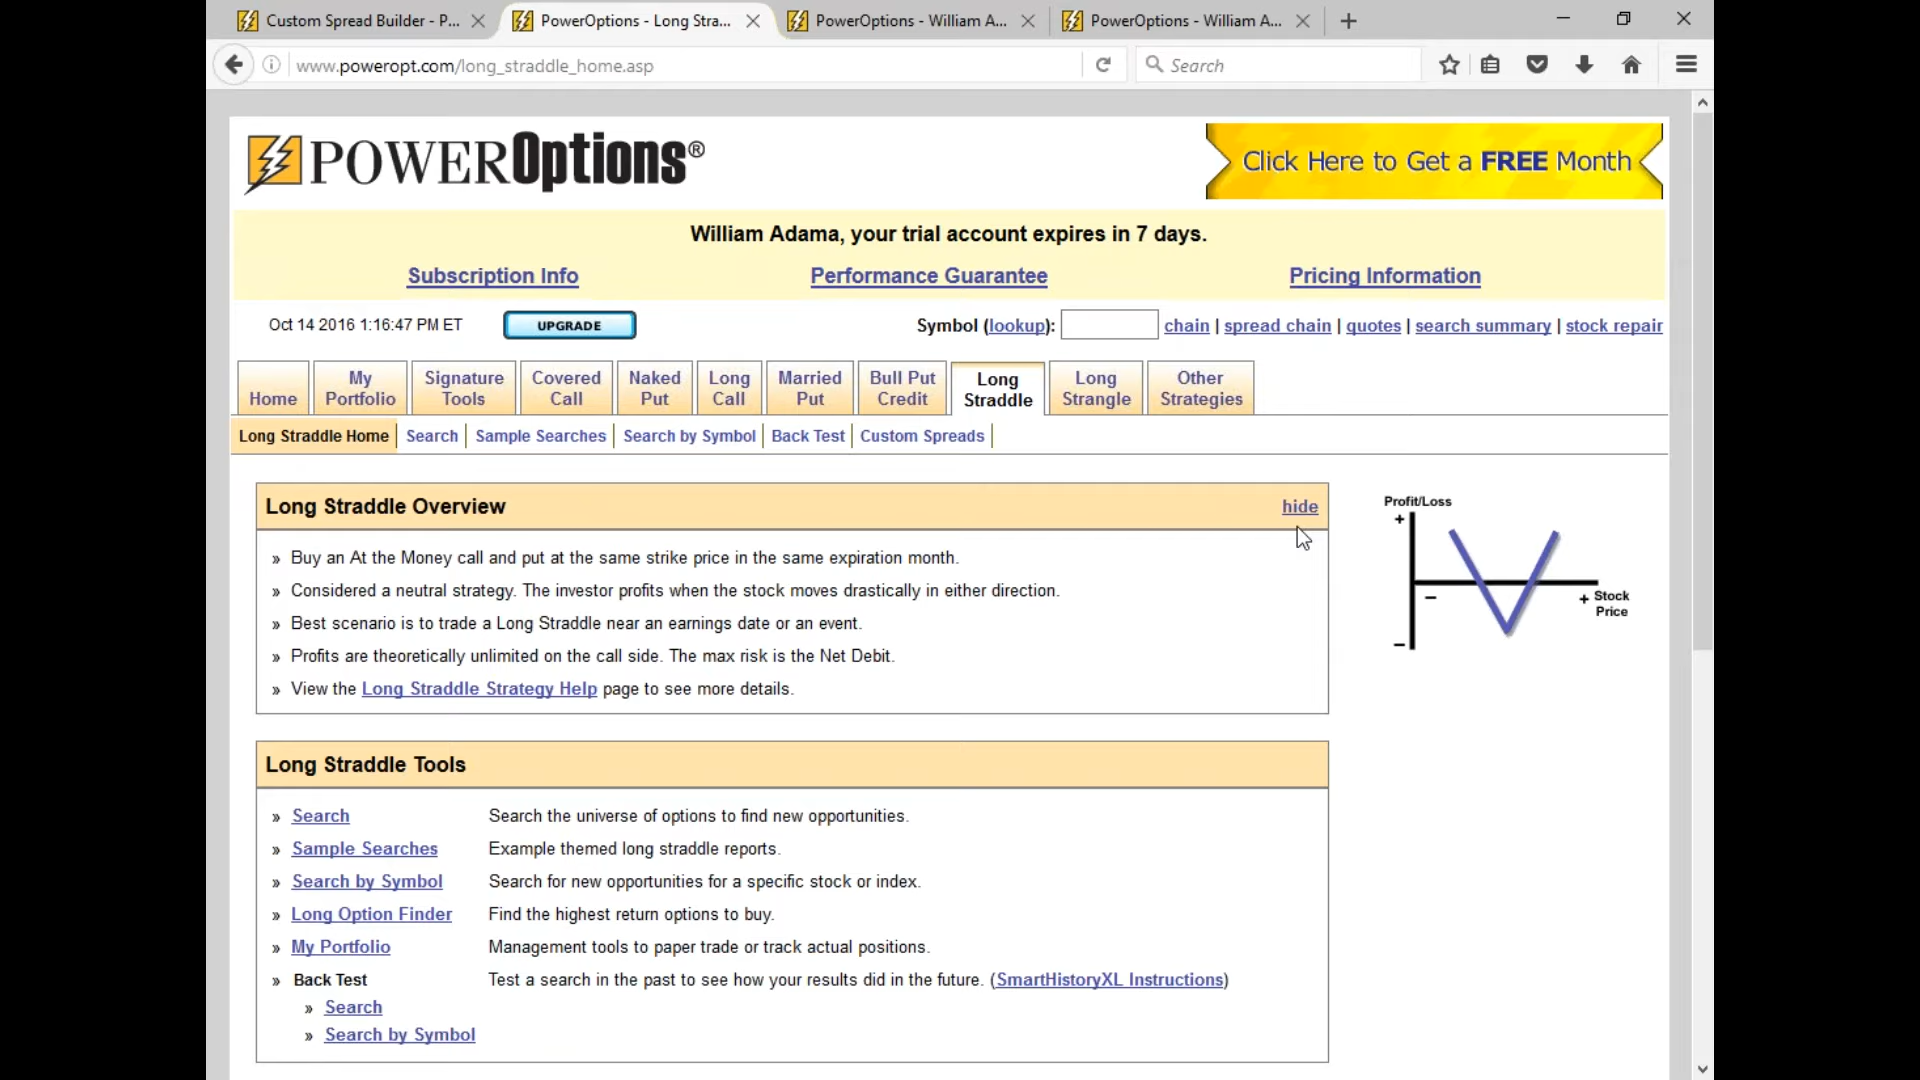 Custom Spread Builder - P...
PowerOptions - Long Stra...
PowerOptions - William A...
PowerOptions - William A...
www.poweropt.com/long_straddle_home.asp
Search
POWEROptions®
Click Here to Get a FREE Month
William Adama, your trial account expires in 7 days.
Subscription Info
Performance Guarantee
Pricing Information
Oct 14 2016 1:16:47 PM ET
UPGRADE
Symbol (lookup): chain | spread chain | quotes | search summary | stock repair
Home
My
Portfolio
Signature
Tools
Covered
Call
Naked
Put
Long
Call
Married
Put
Bull Put
Credit
Long
Straddle
Long
Strangle
Other
Strategies
Long Straddle Home | Search | Sample Searches | Search by Symbol | Back Test | Custom Spreads |
Long Straddle Overview
hide
» Buy an At the Money call and put at the same strike price in the same expiration month.
» Considered a neutral strategy. The investor profits when the stock moves drastically in either direction.
» Best scenario is to trade a Long Straddle near an earnings date or an event.
» Profits are theoretically unlimited on the call side. The max risk is the Net Debit.
» View the Long Straddle Strategy Help page to see more details.
Profit/Loss
+
−
+ Stock
Price
−
Long Straddle Tools
» Search Search the universe of options to find new opportunities.
» Sample Searches Example themed long straddle reports.
» Search by Symbol Search for new opportunities for a specific stock or index.
» Long Option Finder Find the highest return options to buy.
» My Portfolio Management tools to paper trade or track actual positions.
» Back Test Test a search in the past to see how your results did in the future. (SmartHistoryXL Instructions)
» Search
» Search by Symbol